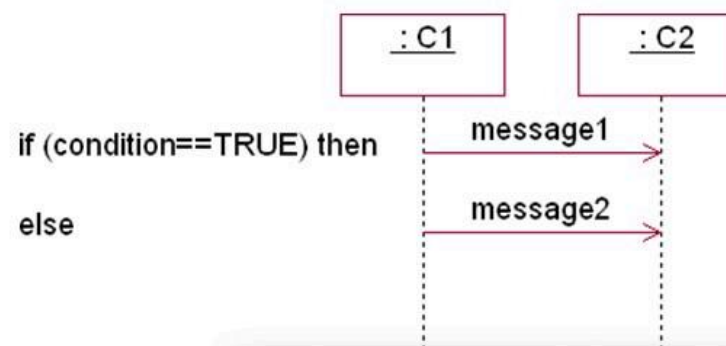 : C1
: C2
if (condition==TRUE) then
message1
else
message2